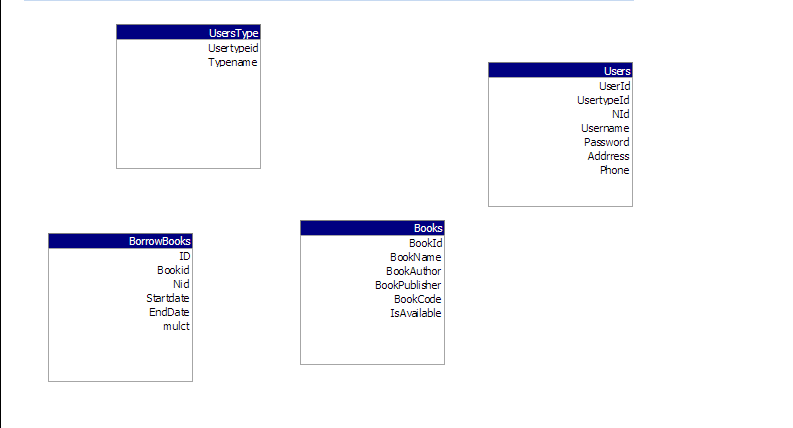 UsersType
Usertypeid
Typename
Users
UserId
UsertypeId
NId
Username
Password
Addrress
Phone
BorrowBooks
ID
Bookid
Nid
Startdate
EndDate
mulct
Books
BookId
BookName
BookAuthor
BookPublisher
BookCode
IsAvailable